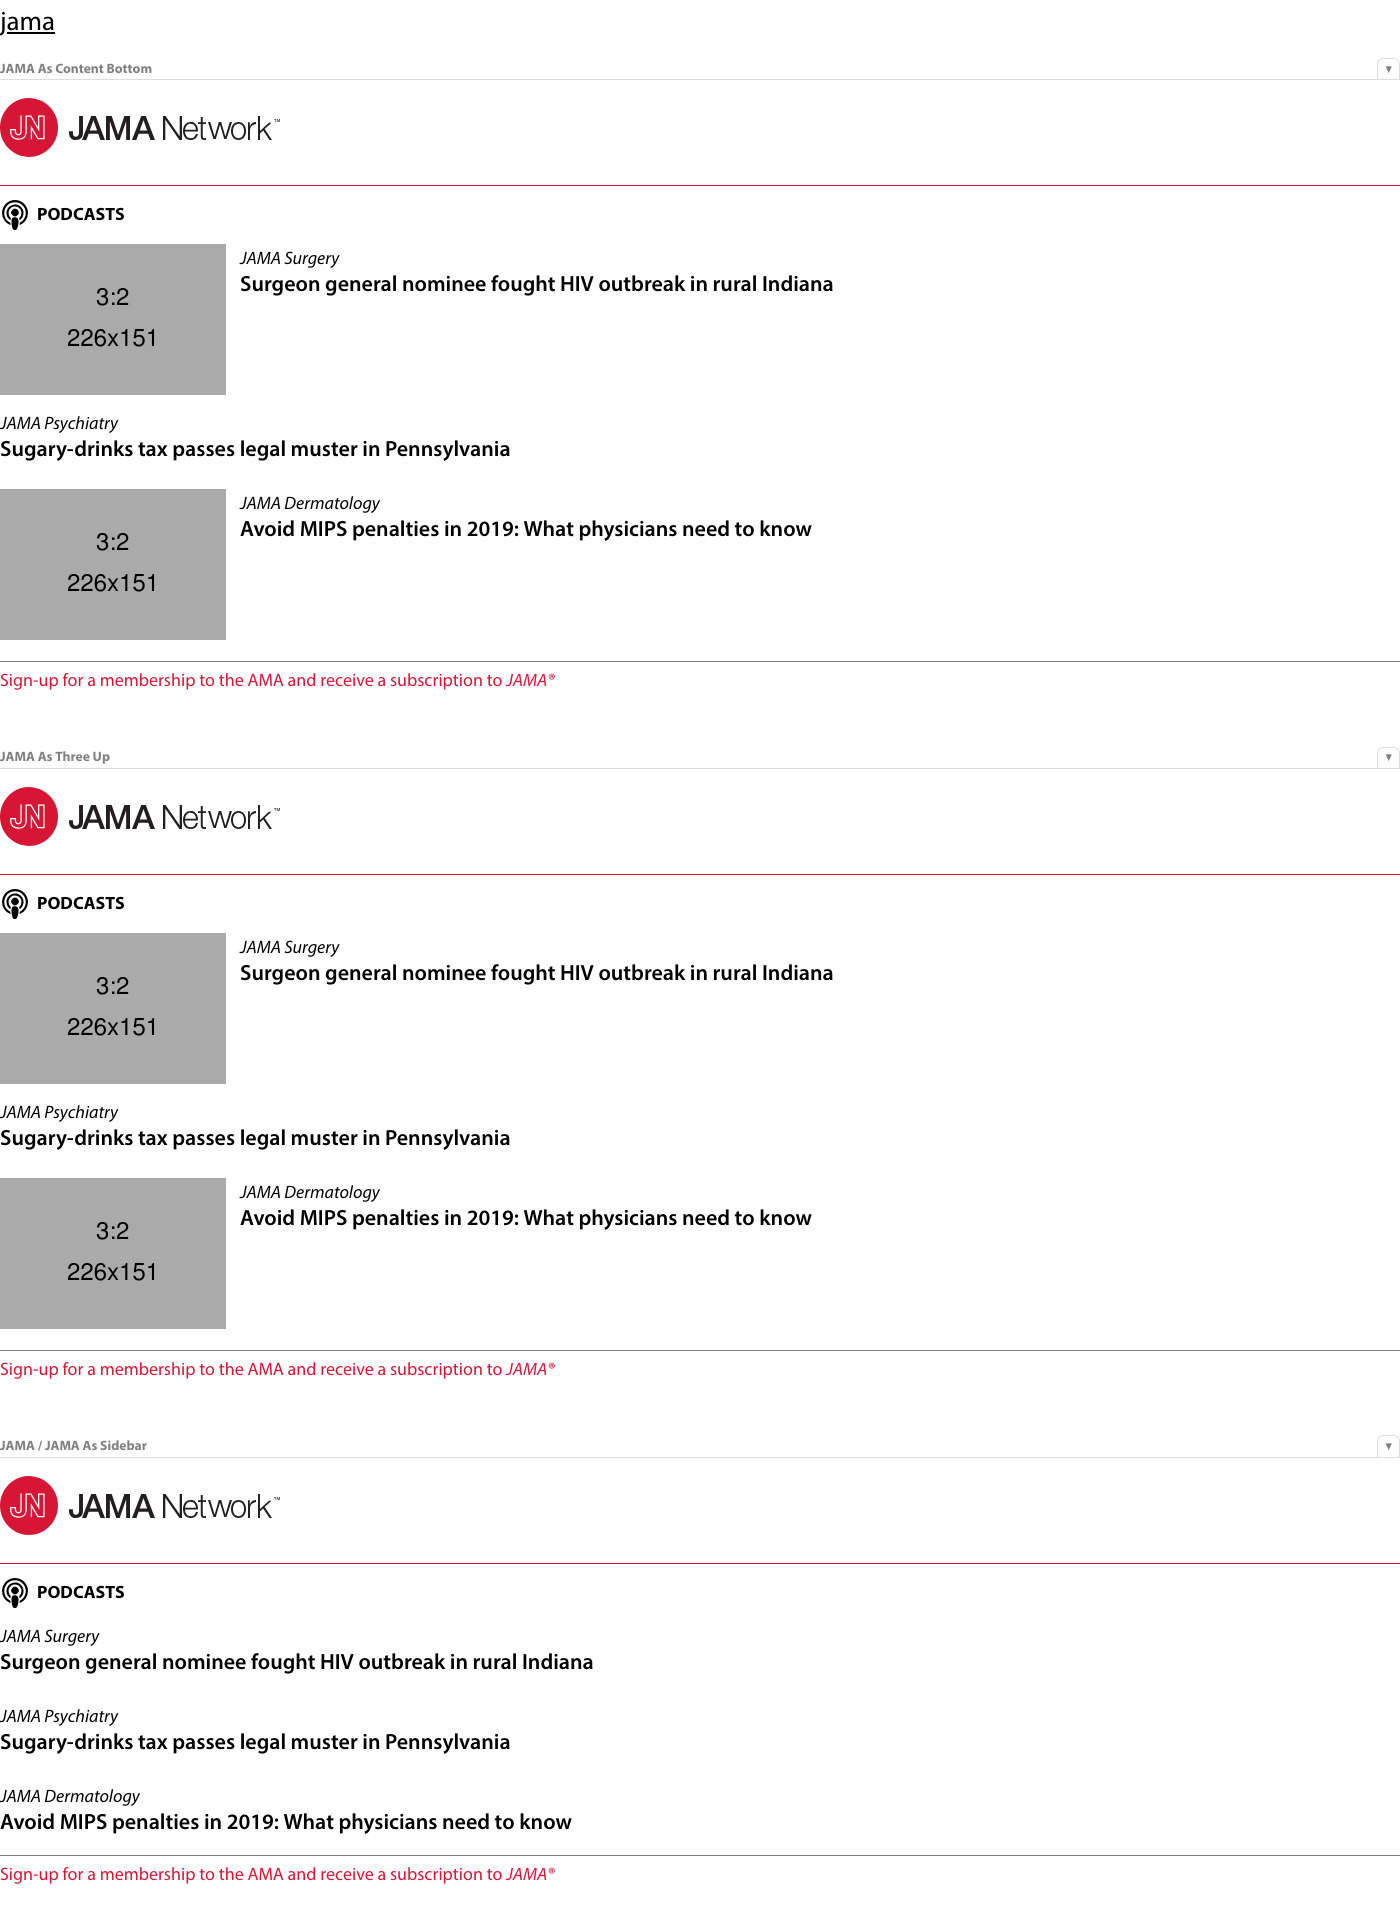 jama
JAMA As Content Bottom
▼
JN JAMA Network™
PODCASTS
3:2
226x151
JAMA Surgery
Surgeon general nominee fought HIV outbreak in rural Indiana
JAMA Psychiatry
Sugary-drinks tax passes legal muster in Pennsylvania
3:2
226x151
JAMA Dermatology
Avoid MIPS penalties in 2019: What physicians need to know
Sign-up for a membership to the AMA and receive a subscription to JAMA®
JAMA As Three Up
▼
JN JAMA Network™
PODCASTS
3:2
226x151
JAMA Surgery
Surgeon general nominee fought HIV outbreak in rural Indiana
JAMA Psychiatry
Sugary-drinks tax passes legal muster in Pennsylvania
3:2
226x151
JAMA Dermatology
Avoid MIPS penalties in 2019: What physicians need to know
Sign-up for a membership to the AMA and receive a subscription to JAMA®
JAMA / JAMA As Sidebar
▼
JN JAMA Network™
PODCASTS
JAMA Surgery
Surgeon general nominee fought HIV outbreak in rural Indiana
JAMA Psychiatry
Sugary-drinks tax passes legal muster in Pennsylvania
JAMA Dermatology
Avoid MIPS penalties in 2019: What physicians need to know
Sign-up for a membership to the AMA and receive a subscription to JAMA®